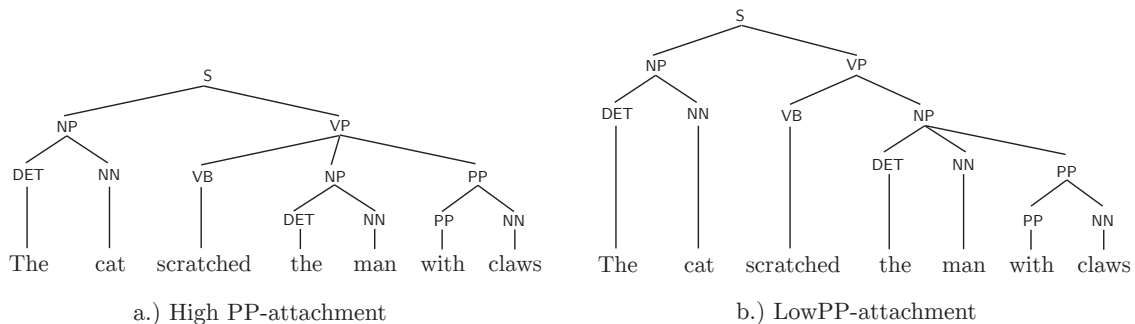 S
NP VP
DET NN VB NP PP
DET NN PP NN
The cat scratched the man with claws
a.) High PP-attachment
S
NP VP
DET NN VB NP
DET NN PP
PP NN
The cat scratched the man with claws
b.) LowPP-attachment